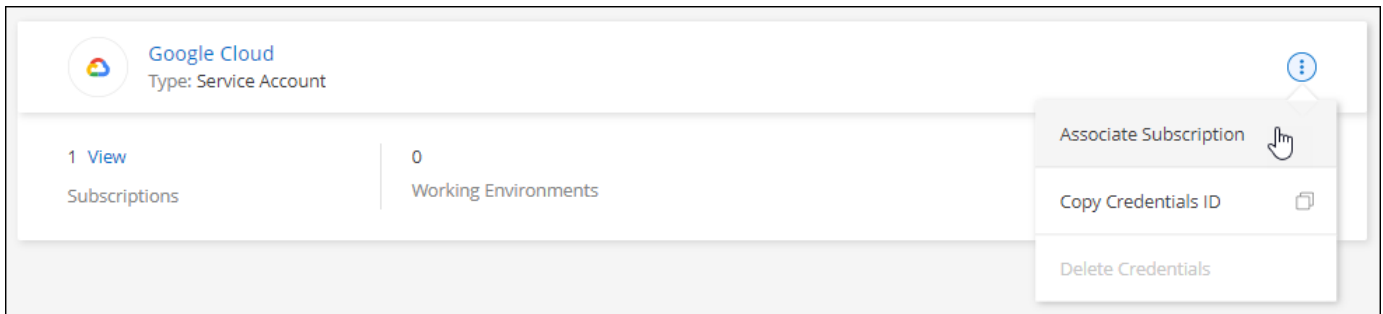 Google Cloud
Type: Service Account
1 View
Subscriptions
0
Working Environments
Associate Subscription
Copy Credentials ID
Delete Credentials